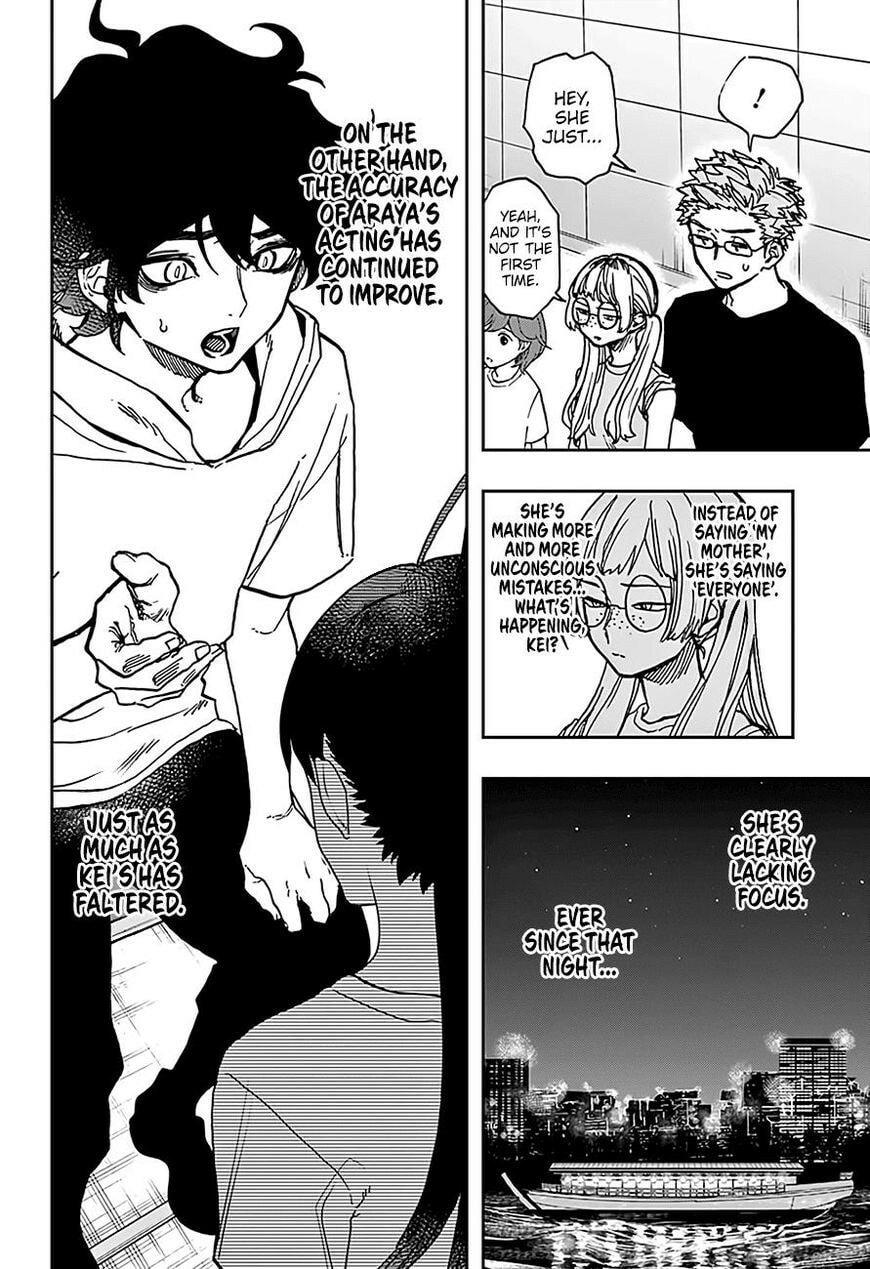 !
HEY,
SHE
JUST...
YEAH,
AND IT'S
NOT THE
FIRST
TIME.
INSTEAD OF
SAYING 'MY
MOTHER',
SHE'S SAYING
'EVERYONE'.
SHE'S
MAKING MORE
AND MORE
UNCONSCIOUS
MISTAKES...
WHAT'S
HAPPENING,
KEI?
SHE'S
CLEARLY
LACKING
FOCUS.
EVER
SINCE THAT
NIGHT...
ON THE
OTHER HAND,
THE ACCURACY
OF ARAYA'S
ACTING HAS
CONTINUED
TO IMPROVE.
JUST AS
MUCH AS
KEI'S HAS
FALTERED.